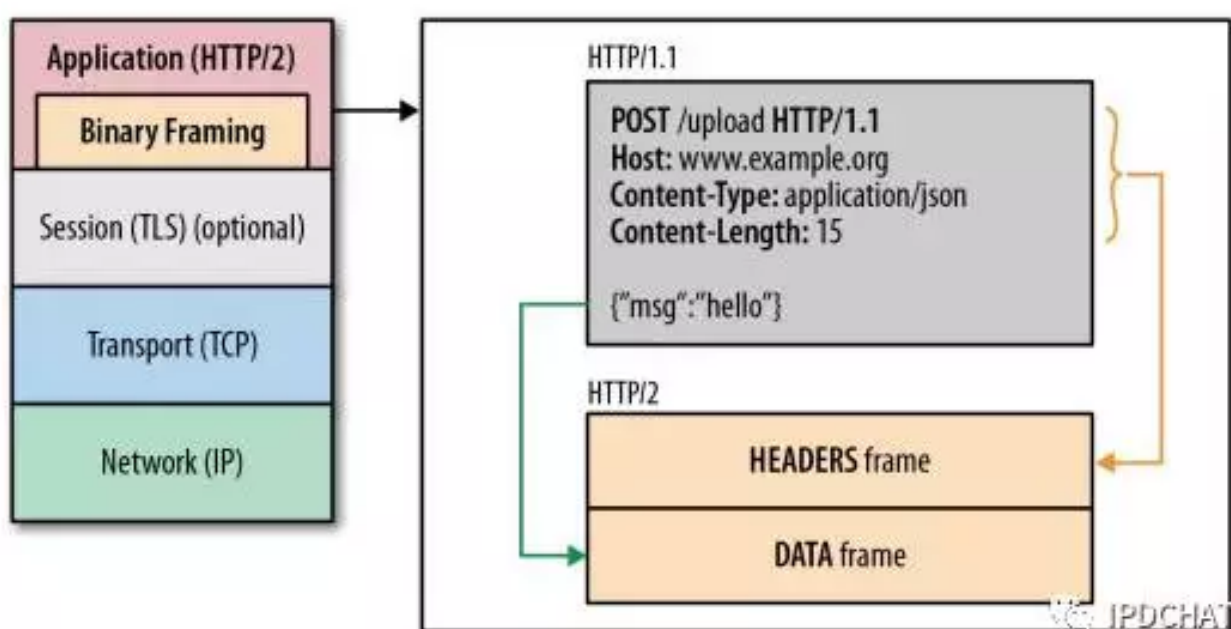 Application (HTTP/2)
Binary Framing
Session (TLS) (optional)
Transport (TCP)
Network (IP)
HTTP/1.1
POST /upload HTTP/1.1
Host: www.example.org
Content-Type: application/json
Content-Length: 15
{"msg":"hello"}
HTTP/2
HEADERS frame
DATA frame
IPDCHAT